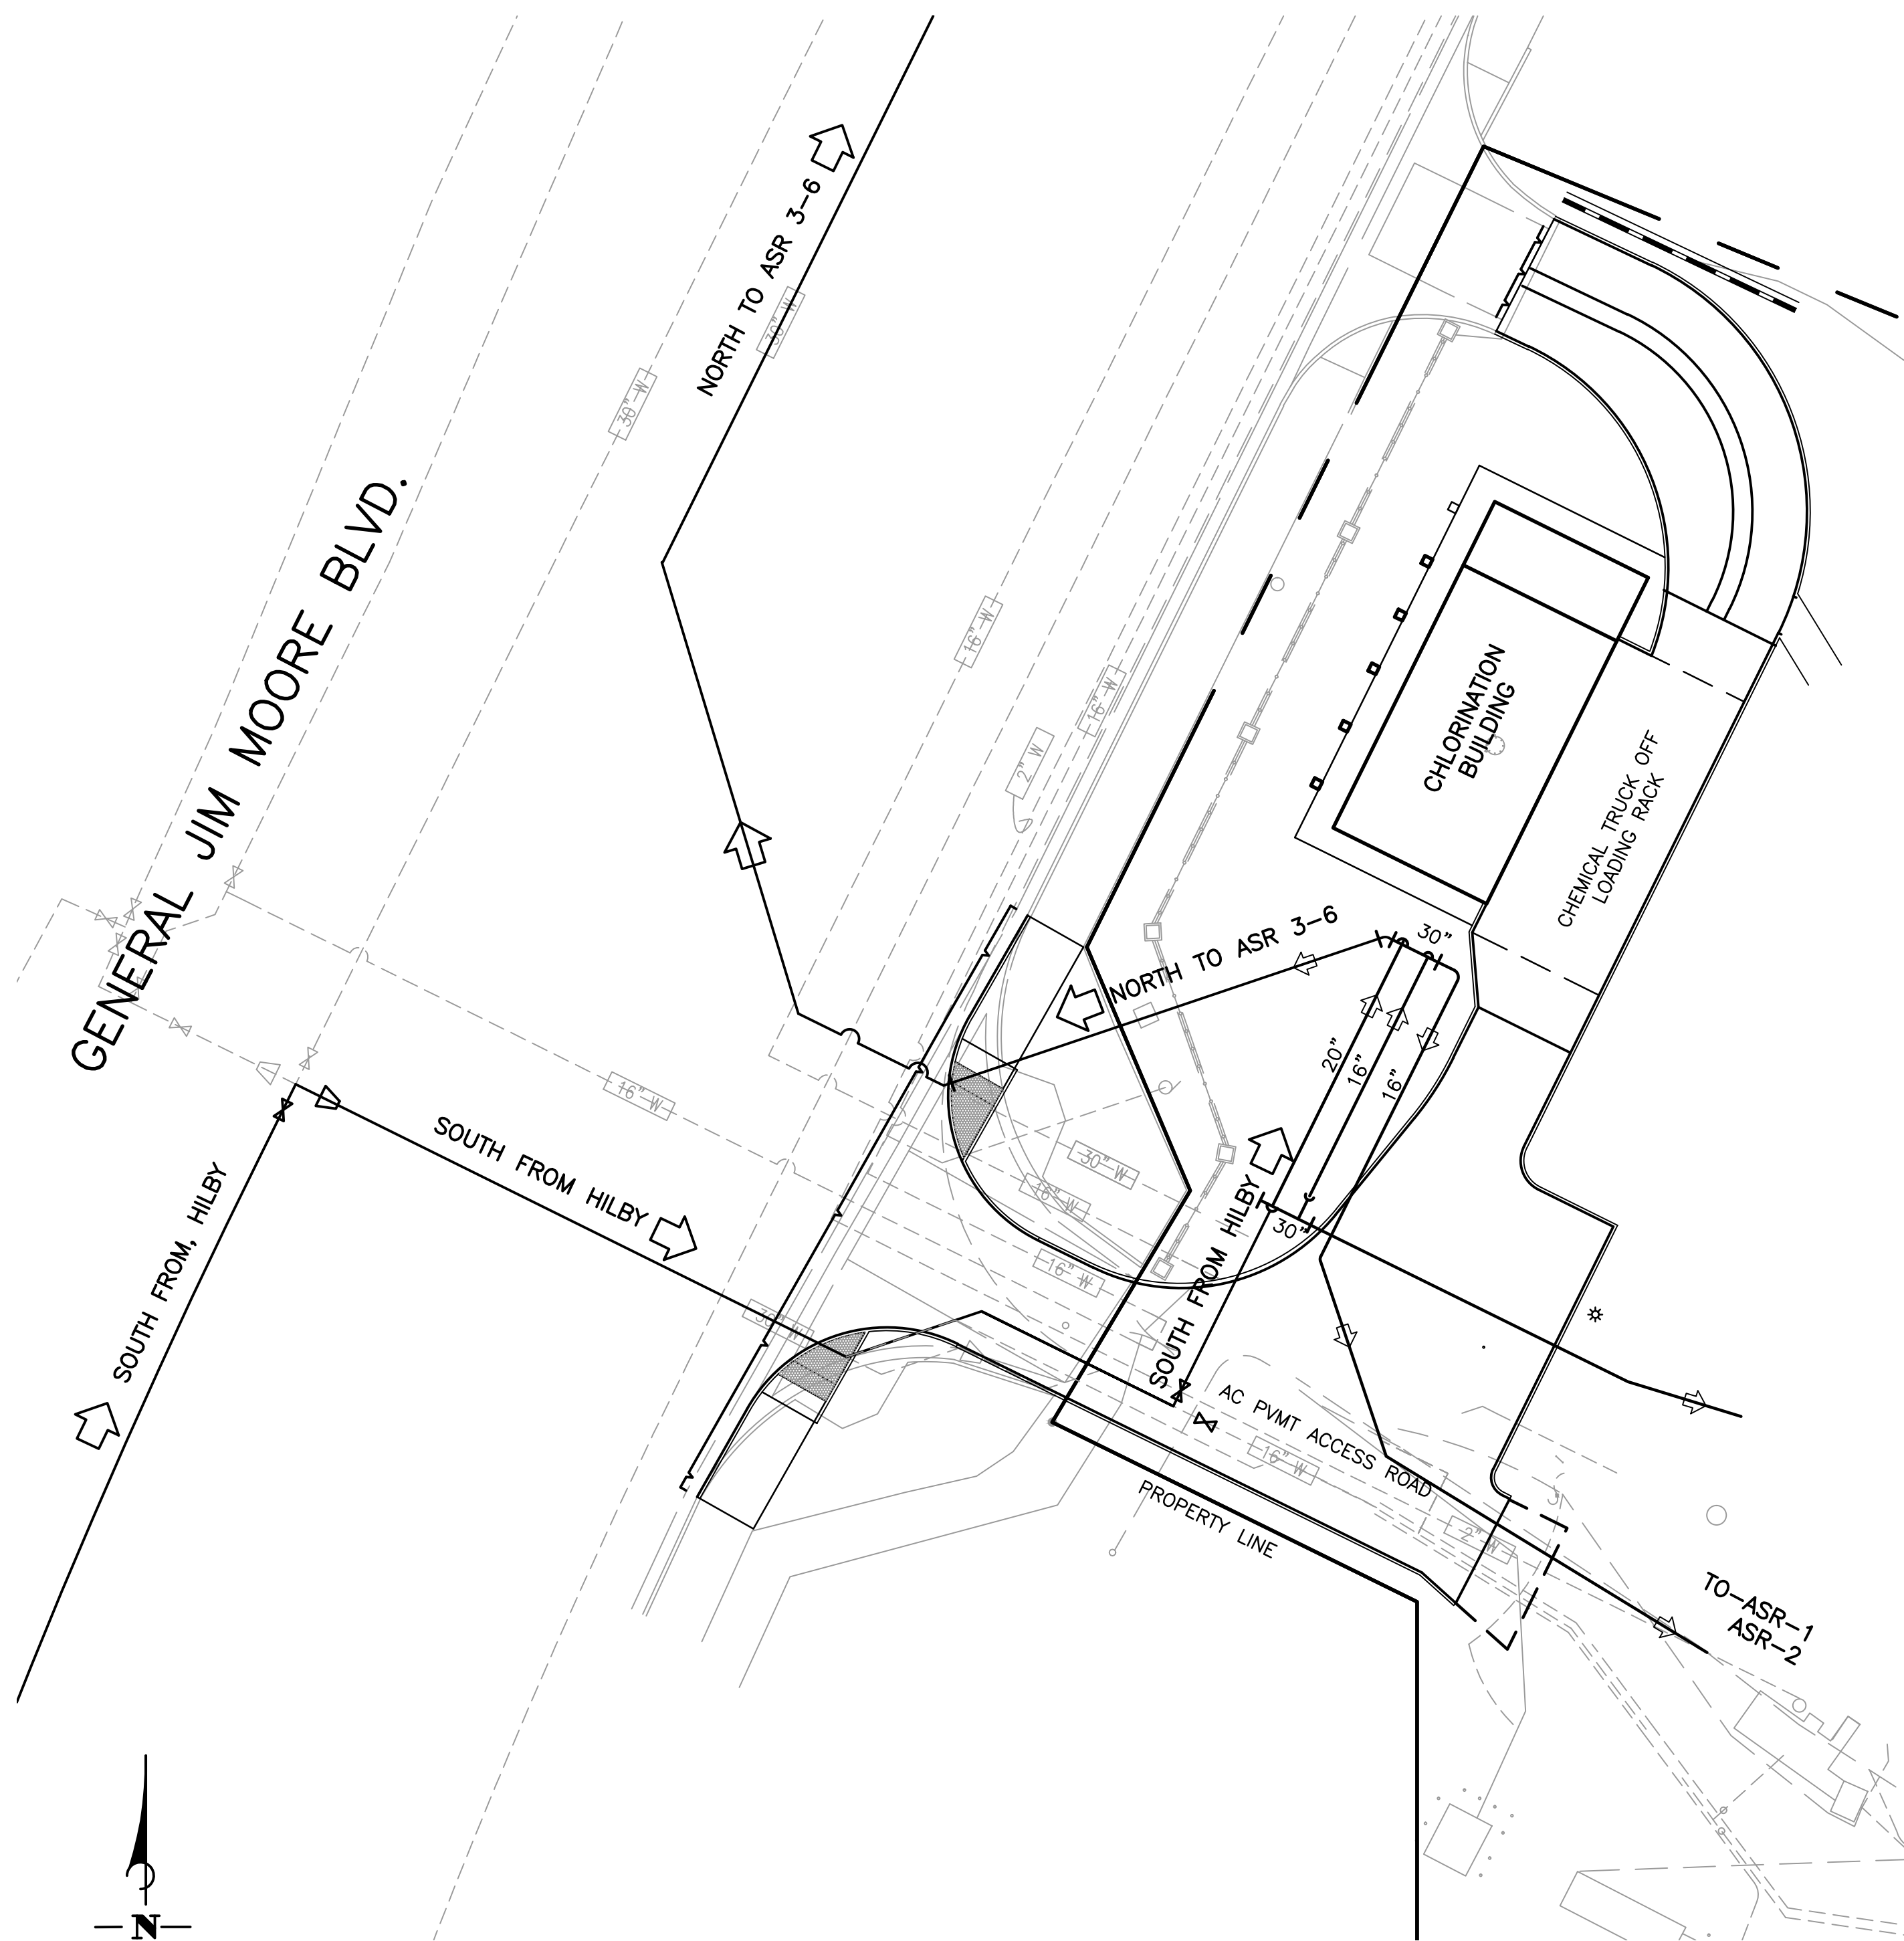 NORTH TO ASR 3-6
30" W
30" W
GENERAL JIM MOORE BLVD.
16" W
16" W
2" W
CHLORINATION
BUILDING
CHEMICAL TRUCK OFF
LOADING RACK
NORTH TO ASR 3-6
30"
20"
16"
16"
16" W
SOUTH FROM HILBY
SOUTH FROM, HILBY
30" W
16" W
30"
SOUTH FROM HILBY
16" W
30" W
AC PVMT ACCESS ROAD
16" W
PROPERTY LINE
2" W
TO-ASR-1
ASR-2
N